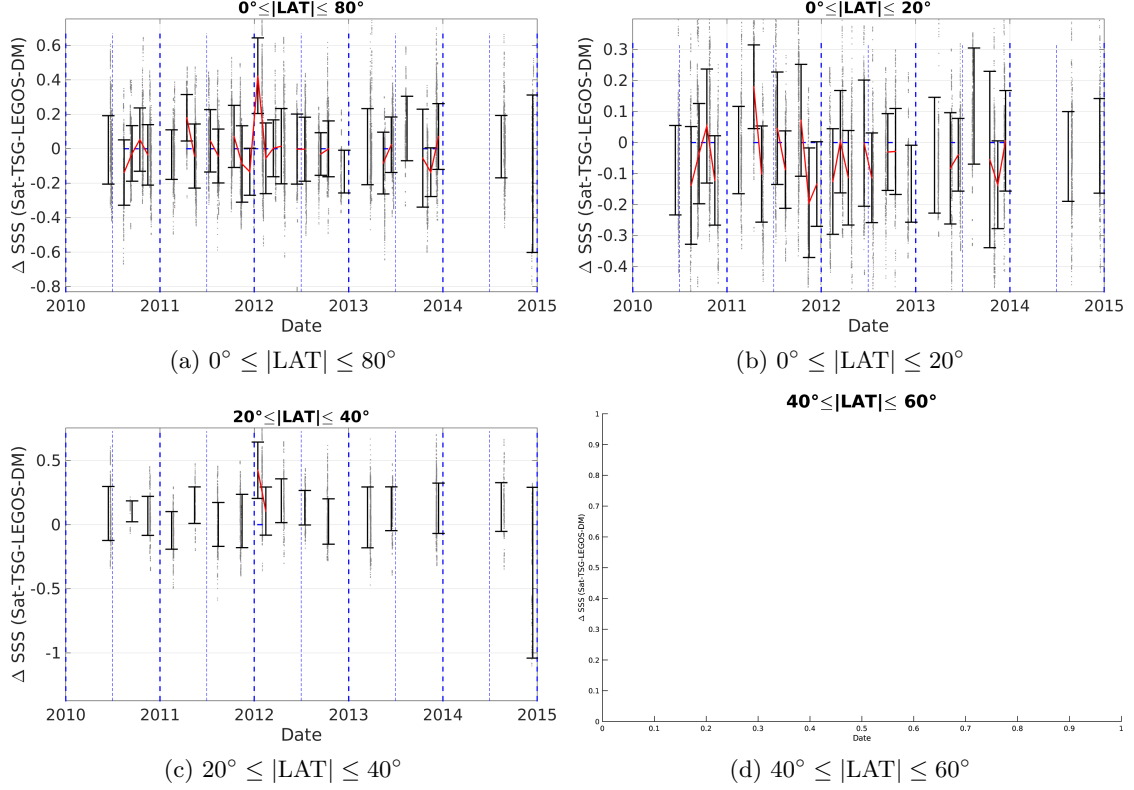 0°≤|LAT|≤ 80°
Δ SSS (Sat-TSG-LEGOS-DM)
0.6
0.4
0.2
0
-0.2
-0.4
-0.6
-0.8
2010 2011 2012 2013 2014 2015
Date
(a) 0° ≤ |LAT| ≤ 80°
0°≤|LAT|≤ 20°
Δ SSS (Sat-TSG-LEGOS-DM)
0.3
0.2
0.1
0
-0.1
-0.2
-0.3
-0.4
2010 2011 2012 2013 2014 2015
Date
(b) 0° ≤ |LAT| ≤ 20°
20°≤|LAT|≤ 40°
Δ SSS (Sat-TSG-LEGOS-DM)
0.5
0
-0.5
-1
2010 2011 2012 2013 2014 2015
Date
(c) 20° ≤ |LAT| ≤ 40°
40°≤|LAT|≤ 60°
Δ SSS (Sat-TSG-LEGOS-DM)
1
0.9
0.8
0.7
0.6
0.5
0.4
0.3
0.2
0.1
0
0 0.1 0.2 0.3 0.4 0.5 0.6 0.7 0.8 0.9 1
Date
(d) 40° ≤ |LAT| ≤ 60°